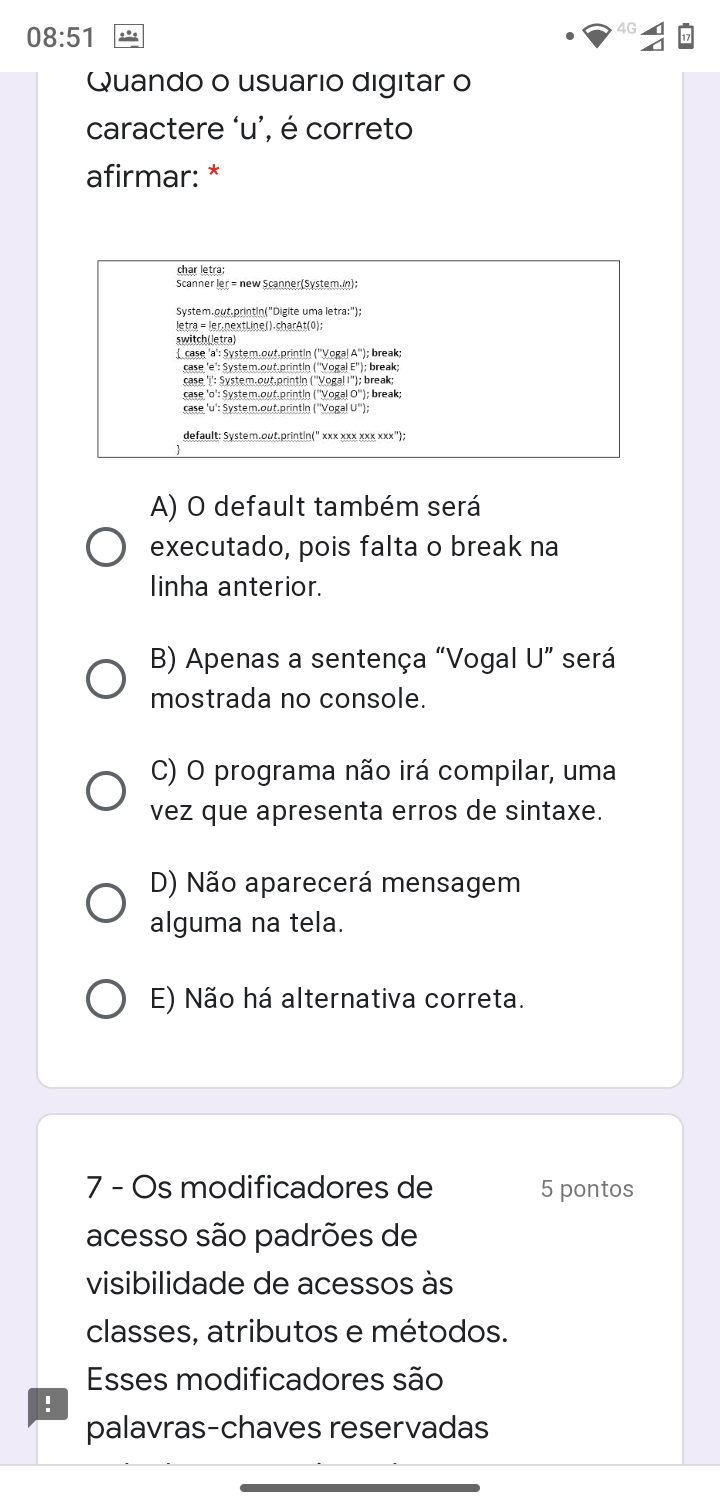 08:51
4G
17
Quando o usuário digitar o
caractere ‘u’, é correto
afirmar: *
char letra;
Scanner ler = new Scanner(System.in);
System.out.println("Digite uma letra:");
letra = ler.nextLine().charAt(0);
switch(letra)
{ case 'a': System.out.println ("Vogal A"); break;
case 'e': System.out.println ("Vogal E"); break;
case 'i': System.out.println ("Vogal I"); break;
case 'o': System.out.println ("Vogal O"); break;
case 'u': System.out.println ("Vogal U");
default: System.out.println(" xxx xxx xxx xxx");
}
A) O default também será
executado, pois falta o break na
linha anterior.
B) Apenas a sentença “Vogal U” será
mostrada no console.
C) O programa não irá compilar, uma
vez que apresenta erros de sintaxe.
D) Não aparecerá mensagem
alguma na tela.
E) Não há alternativa correta.
7 - Os modificadores de
5 pontos
acesso são padrões de
visibilidade de acessos às
classes, atributos e métodos.
Esses modificadores são
palavras-chaves reservadas